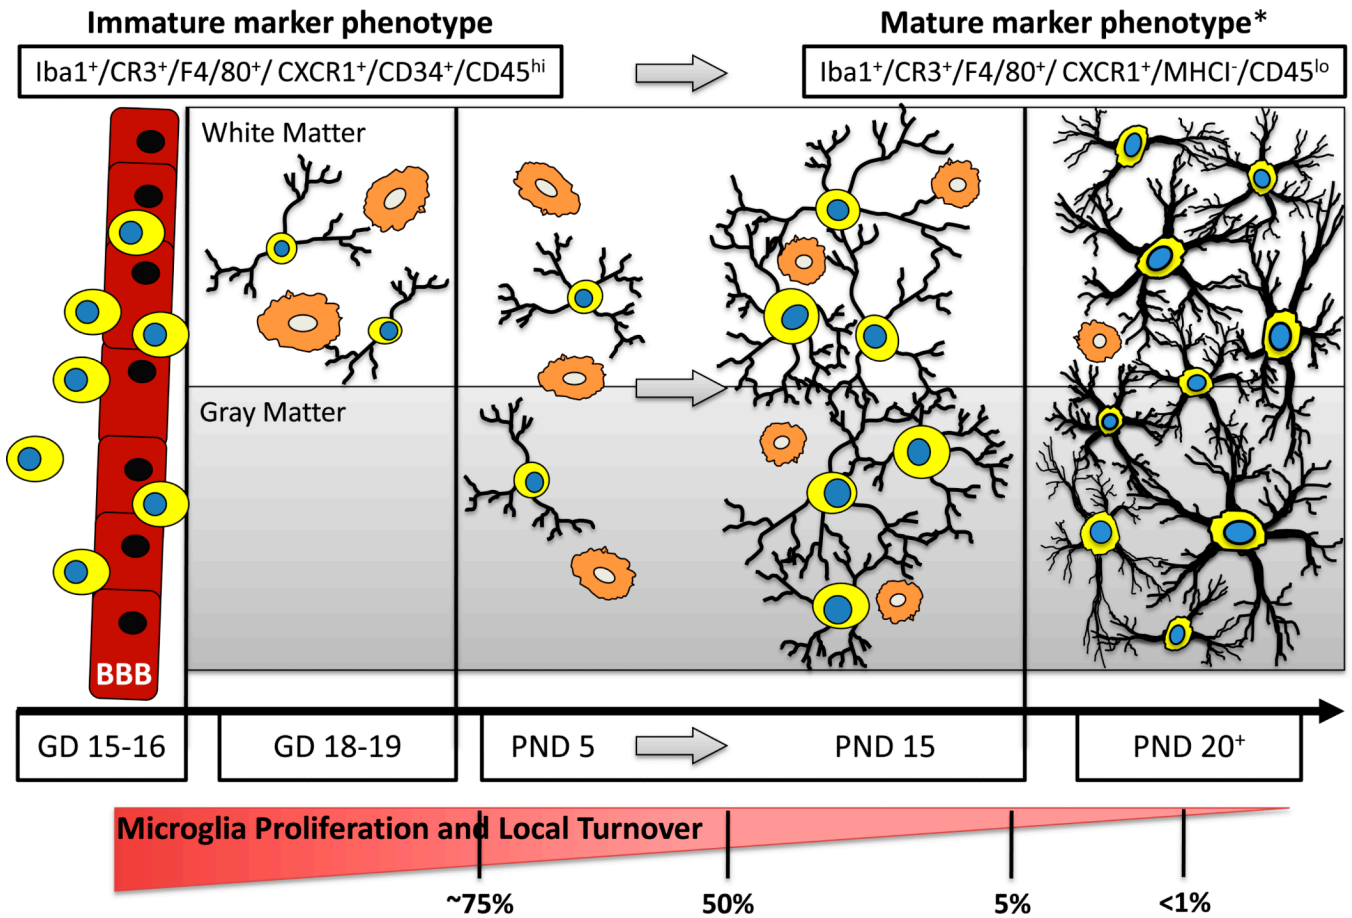 Immature marker phenotype
Mature marker phenotype*
Iba1⁺/CR3⁺/F4/80⁺/ CXCR1⁺/CD34⁺/CD45ʰⁱ
Iba1⁺/CR3⁺/F4/80⁺/ CXCR1⁺/MHCI⁻/CD45ˡᵒ
White Matter
Gray Matter
BBB
GD 15-16
GD 18-19
PND 5
PND 15
PND 20⁺
Microglia Proliferation and Local Turnover
~75%
50%
5%
<1%